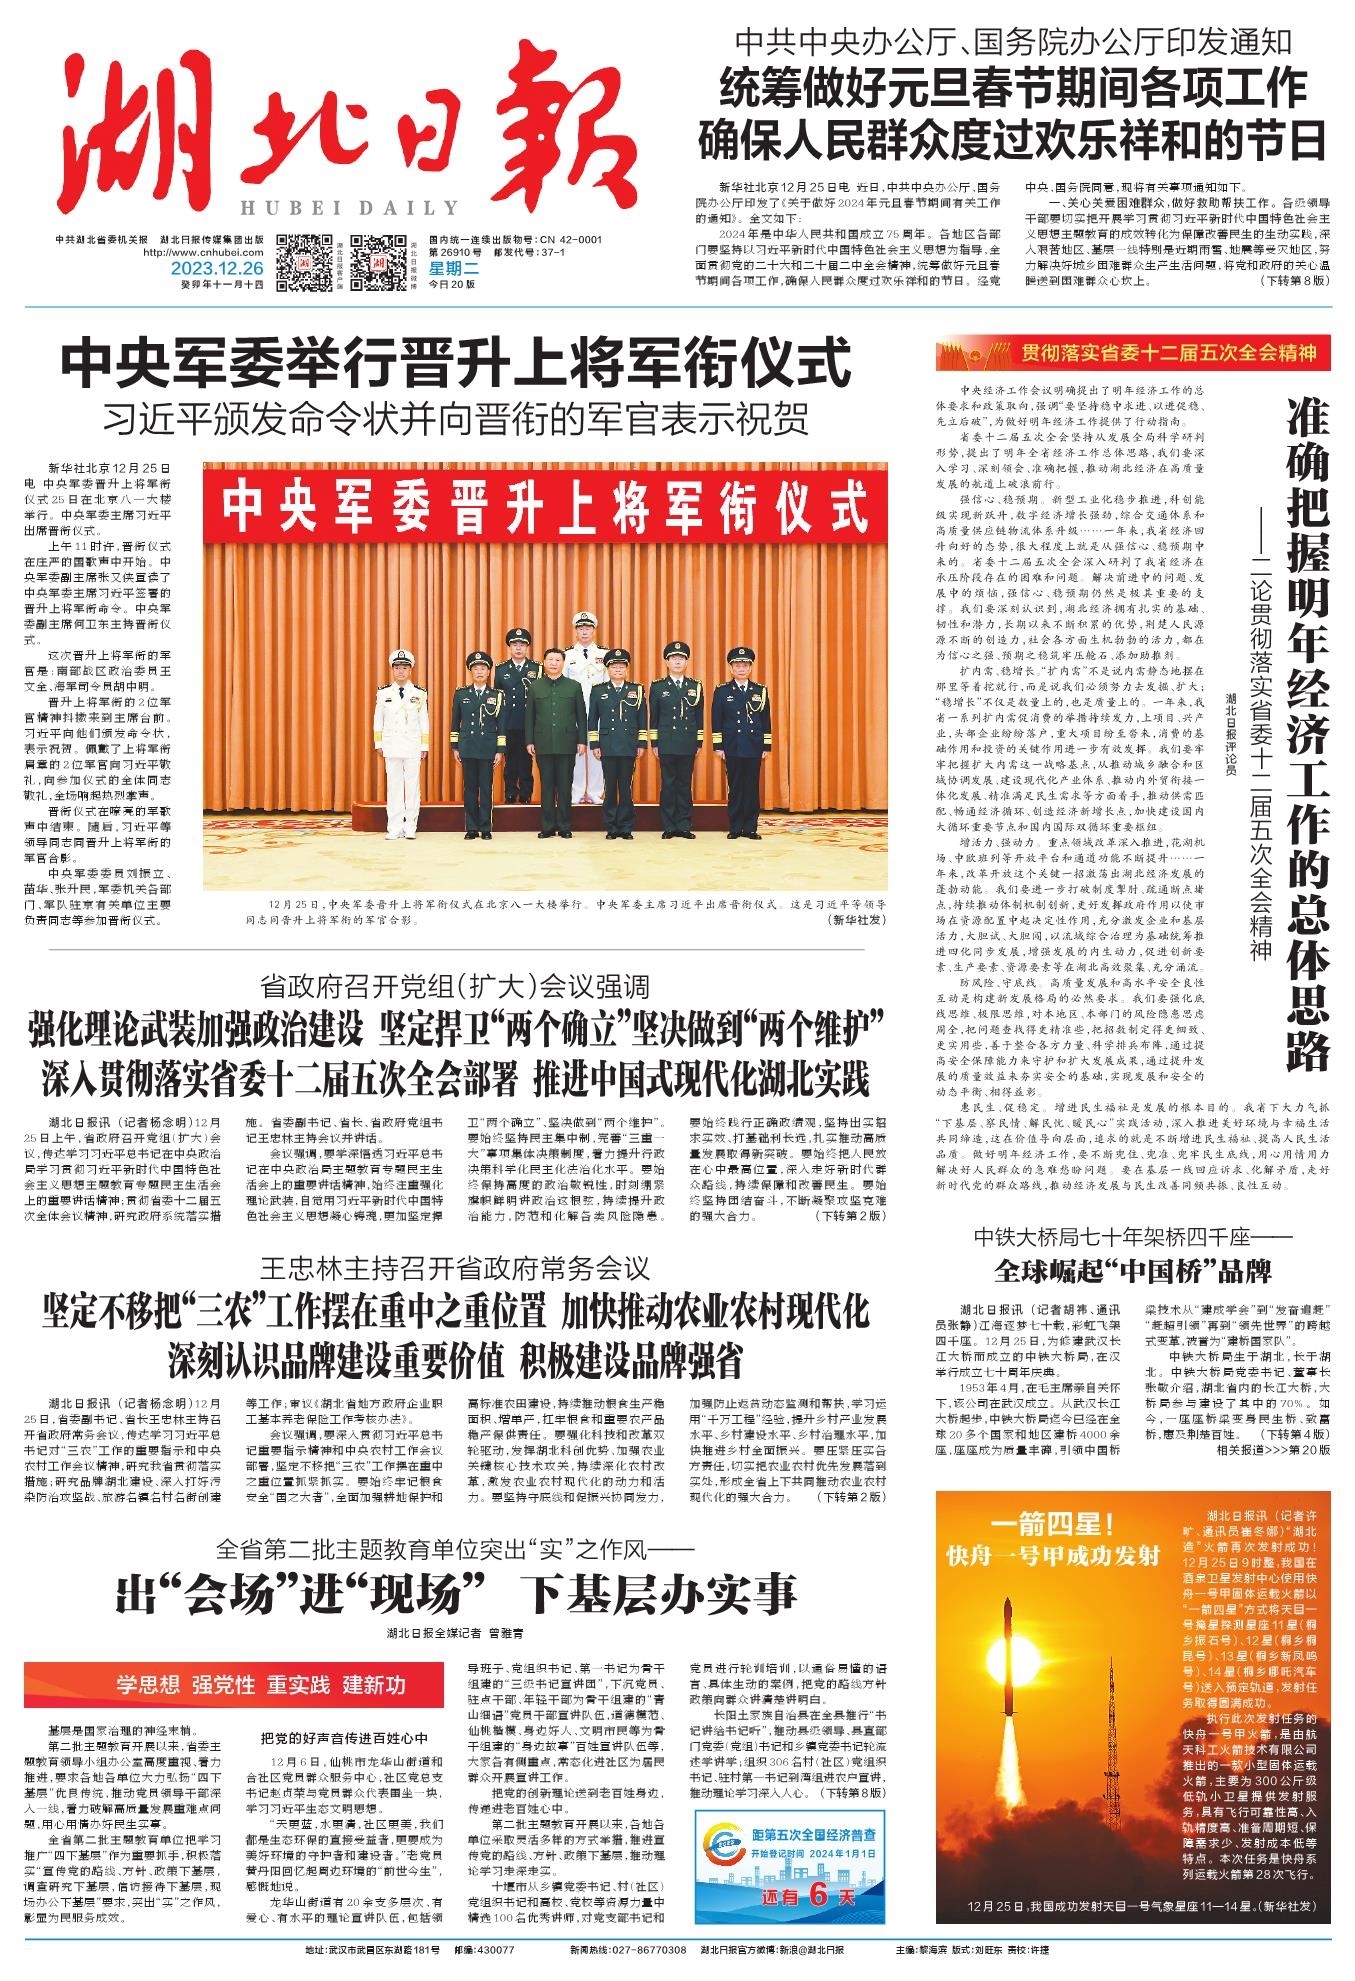 湖北日报
HUBEI DAILY
中共湖北省委机关报 湖北日报传媒集团出版
http://www.cnhubei.com
2023.12.26
癸卯年十一月十四
湖北日报客户端
湖北日报微博
国内统一连续出版物号：CN 42-0001
第26910号 邮发代号：37-1
星期二
今日20版
中共中央办公厅、国务院办公厅印发通知
统筹做好元旦春节期间各项工作
确保人民群众度过欢乐祥和的节日
新华社北京12月25日电 近日，中共中央办公厅、国务
院办公厅印发了《关于做好2024年元旦春节期间有关工作
的通知》。全文如下：
2024年是中华人民共和国成立75周年。各地区各部
门要坚持以习近平新时代中国特色社会主义思想为指导，全
面贯彻党的二十大和二十届二中全会精神，统筹做好元旦春
节期间各项工作，确保人民群众度过欢乐祥和的节日。经党
中央、国务院同意，现将有关事项通知如下。
一、关心关爱困难群众，做好救助帮扶工作。各级领导
干部要切实把开展学习贯彻习近平新时代中国特色社会主
义思想主题教育的成效转化为保障改善民生的生动实践，深
入艰苦地区、基层一线特别是近期雨雪、地震等受灾地区，努
力解决好城乡困难群众生产生活问题，将党和政府的关心温
暖送到困难群众心坎上。 （下转第8版）
中央军委举行晋升上将军衔仪式
习近平颁发命令状并向晋衔的军官表示祝贺
新华社北京12月25日
电 中央军委晋升上将军衔
仪式25日在北京八一大楼
举行。中央军委主席习近平
出席晋衔仪式。
上午11时许，晋衔仪式
在庄严的国歌声中开始。中
央军委副主席张又侠宣读了
中央军委主席习近平签署的
晋升上将军衔命令。中央军
委副主席何卫东主持晋衔仪
式。
这次晋升上将军衔的军
官是：南部战区政治委员王
文全、海军司令员胡中明。
晋升上将军衔的2位军
官精神抖擞来到主席台前。
习近平向他们颁发命令状，
表示祝贺。佩戴了上将军衔
肩章的2位军官向习近平敬
礼，向参加仪式的全体同志
敬礼，全场响起热烈掌声。
晋衔仪式在嘹亮的军歌
声中结束。随后，习近平等
领导同志同晋升上将军衔的
军官合影。
中央军委委员刘振立、
苗华、张升民，军委机关各部
门、军队驻京有关单位主要
负责同志等参加晋衔仪式。
中央军委晋升上将军衔仪式
12月25日，中央军委晋升上将军衔仪式在北京八一大楼举行。中央军委主席习近平出席晋衔仪式。这是习近平等领导
同志同晋升上将军衔的军官合影。 （新华社发）
省政府召开党组（扩大）会议强调
强化理论武装加强政治建设 坚定捍卫“两个确立”坚决做到“两个维护”
深入贯彻落实省委十二届五次全会部署 推进中国式现代化湖北实践
湖北日报讯（记者杨念明）12月
25日上午，省政府召开党组（扩大）会
议，传达学习习近平总书记在中央政治
局学习贯彻习近平新时代中国特色社
会主义思想主题教育专题民主生活会
上的重要讲话精神；贯彻省委十二届五
次全体会议精神，研究政府系统落实措
施。省委副书记、省长、省政府党组书
记王忠林主持会议并讲话。
会议强调，要学深悟透习近平总书
记在中央政治局主题教育专题民主生
活会上的重要讲话精神，始终注重强化
理论武装，自觉用习近平新时代中国特
色社会主义思想凝心铸魂，更加坚定捍
卫“两个确立”、坚决做到“两个维护”。
要始终坚持民主集中制，完善“三重一
大”事项集体决策制度，着力提升行政
决策科学化民主化法治化水平。要始
终保持高度的政治敏锐性，时刻绷紧
旗帜鲜明讲政治这根弦，持续提升政
治能力，防范和化解各类风险隐患。
要始终践行正确政绩观，坚持出实招
求实效、打基础利长远，扎实推动高质
量发展取得新突破。要始终把人民放
在心中最高位置，深入走好新时代群
众路线，持续保障和改善民生。要始
终坚持团结奋斗，不断凝聚攻坚克难
的强大合力。 （下转第2版）
王忠林主持召开省政府常务会议
坚定不移把“三农”工作摆在重中之重位置 加快推动农业农村现代化
深刻认识品牌建设重要价值 积极建设品牌强省
湖北日报讯（记者杨念明）12月
25日，省委副书记、省长王忠林主持召
开省政府常务会议，传达学习习近平总
书记对“三农”工作的重要指示和中央
农村工作会议精神，研究我省贯彻落实
措施；研究品牌湖北建设、深入打好污
染防治攻坚战、旅游名镇名村名街创建
等工作；审议《湖北省地方政府企业职
工基本养老保险工作考核办法》。
会议强调，要深入贯彻习近平总书
记重要指示精神和中央农村工作会议
部署，坚定不移把“三农”工作摆在重中
之重位置抓紧抓实。要始终牢记粮食
安全“国之大者”，全面加强耕地保护和
高标准农田建设，持续推动粮食生产稳
面积、增单产，扛牢粮食和重要农产品
稳产保供责任。要强化科技和改革双
轮驱动，发挥湖北科创优势，加强农业
关键核心技术攻关，持续深化农村改
革，激发农业农村现代化的动力和活
力。要坚持守底线和促振兴协同发力，
加强防止返贫动态监测和帮扶，学习运
用“千万工程”经验，提升乡村产业发展
水平、乡村建设水平、乡村治理水平，加
快推进乡村全面振兴。要压紧压实各
方责任，切实把农业农村优先发展落到
实处，形成全省上下共同推动农业农村
现代化的强大合力。 （下转第2版）
全省第二批主题教育单位突出“实”之作风——
出“会场”进“现场” 下基层办实事
湖北日报全媒记者 曾雅青
学思想 强党性 重实践 建新功
基层是国家治理的神经末梢。
第二批主题教育开展以来，省委主
题教育领导小组办公室高度重视、着力
推进，要求各地各单位大力弘扬“四下
基层”优良传统，推动党员领导干部深
入一线，着力破解高质量发展重难点问
题，用心用情办好民生实事。
全省第二批主题教育单位把学习
推广“四下基层”作为重要抓手，积极落
实“宣传党的路线、方针、政策下基层，
调查研究下基层，信访接待下基层，现
场办公下基层”要求，突出“实”之作风，
彰显为民服务成效。
把党的好声音传进百姓心中
12月6日，仙桃市龙华山街道和
合社区党员群众服务中心，社区党总支
书记赵贞荣与党员群众代表围坐一块，
学习习近平生态文明思想。
“天更蓝，水更清，社区更美，我们
都是生态环保的直接受益者，更要成为
美好环境的守护者和建设者。”老党员
黄丹阳回忆起周边环境的“前世今生”，
感慨地说。
龙华山街道有20余支多层次、有
爱心、有水平的理论宣讲队伍，包括领
导班子、党组织书记、第一书记为骨干
组建的“三级书记宣讲团”，下沉党员、
驻点干部、年轻干部为骨干组建的“青
山细语”党员干部宣讲队伍，道德模范、
仙桃楷模、身边好人、文明市民等为骨
干组建的“身边故事”百姓宣讲队伍等，
大家各有侧重点，常态化进社区为居民
群众开展宣讲工作。
把党的创新理论送到老百姓身边，
传递进老百姓心中。
第二批主题教育开展以来，各地各
单位采取灵活多样的方式举措，推进宣
传党的路线、方针、政策下基层，推动理
论学习走深走实。
十堰市从乡镇党委书记、村（社区）
党组织书记和高校、党校等资源力量中
精选100名优秀讲师，对党支部书记和
党员进行轮训培训，以通俗易懂的语
言、具体生动的案例，把党的路线方针
政策向群众讲清楚讲明白。
长阳土家族自治县在全县推行“书
记讲给书记听”，推动县级领导、县直部
门党委（党组）书记和乡镇党委书记轮流
述学讲学；组织306名村（社区）党组织
书记、驻村第一书记到湾组进农户宣讲，
推动理论学习深入人心。（下转第8版）
距第五次全国经济普查
开始登记时间 2024年1月1日
还有 6 天
贯彻落实省委十二届五次全会精神
准确把握明年经济工作的总体思路
——二论贯彻落实省委十二届五次全会精神
湖北日报评论员
中央经济工作会议明确提出了明年经济工作的总
体要求和政策取向，强调“要坚持稳中求进、以进促稳、
先立后破”，为做好明年经济工作提供了行动指南。
省委十二届五次全会坚持从发展全局科学研判
形势，提出了明年全省经济工作总体思路，我们要深
入学习、深刻领会、准确把握，推动湖北经济在高质量
发展的航道上破浪前行。
强信心、稳预期。新型工业化稳步推进，科创能
级实现新跃升，数字经济增长强劲，综合交通体系和
高质量供应链物流体系升级……一年来，我省经济回
升向好的态势，很大程度上就是从强信心、稳预期中
来的。省委十二届五次全会深入研判了我省经济在
承压阶段存在的困难和问题。解决前进中的问题、发
展中的烦恼，强信心、稳预期仍然是极其重要的支
撑。我们要深刻认识到，湖北经济拥有扎实的基础、
韧性和潜力，长期以来不断积累的优势，荆楚人民源
源不断的创造力，社会各方面生机勃勃的活力，都在
为信心之强、预期之稳筑牢压舱石、添加助推剂。
扩内需、稳增长。“扩内需”不是说内需静态地摆在
那里等着挖就行，而是说我们必须努力去发掘、扩大；
“稳增长”不仅是数量上的，也是质量上的。一年来，我
省一系列扩内需促消费的举措持续发力，上项目、兴产
业，头部企业纷纷落户，重大项目纷至沓来，消费的基
础作用和投资的关键作用进一步有效发挥。我们要牢
牢把握扩大内需这一战略基点，从推动城乡融合和区
域协调发展、建设现代化产业体系、推动内外贸衔接一
体化发展、精准满足民生需求等方面着手，推动供需匹
配、畅通经济循环、创造经济新增长点，加快建设国内
大循环重要节点和国内国际双循环重要枢纽。
增活力、强动力。重点领域改革深入推进，花湖机
场、中欧班列等开放平台和通道功能不断提升……一
年来，改革开放这个关键一招激荡出湖北经济发展的
蓬勃动能。我们要进一步打破制度掣肘、疏通断点堵
点，持续推动体制机制创新，更好发挥政府作用以使市
场在资源配置中起决定性作用，充分激发企业和基层
活力，大胆试、大胆闯，以流域综合治理为基础统筹推
进四化同步发展，增强发展的内生动力，促进创新要
素、生产要素、资源要素等在湖北高效聚集、充分涌流。
防风险、守底线。高质量发展和高水平安全良性
互动是构建新发展格局的必然要求。我们要强化底
线思维、极限思维，对本地区、本部门的风险隐患思虑
周全，把问题查找得更精准些，把招数制定得更细致、
更实用些，善于整合各方力量、科学排兵布阵，通过提
高安全保障能力来守护和扩大发展成果，通过提升发
展的质量效益来夯实安全的基础，实现发展和安全的
动态平衡、相得益彰。
惠民生、促稳定。增进民生福祉是发展的根本目的。我省下大力气抓
“下基层、察民情、解民忧、暖民心”实践活动，深入推进美好环境与幸福生活
共同缔造，这在价值导向层面，追求的就是不断增进民生福祉、提高人民生活
品质。做好明年经济工作，要不断兜住、兜准、兜牢民生底线，用心用情用力
解决好人民群众的急难愁盼问题。要在基层一线回应诉求、化解矛盾，走好
新时代党的群众路线，推动经济发展与民生改善同频共振、良性互动。
中铁大桥局七十年架桥四千座——
全球崛起“中国桥”品牌
湖北日报讯（记者胡祎、通讯
员张静）江海逐梦七十载，彩虹飞架
四千座。12月25日，为修建武汉长
江大桥而成立的中铁大桥局，在汉
举行成立七十周年庆典。
1953年4月，在毛主席亲自关怀
下，该公司在武汉成立。从武汉长江
大桥起步，中铁大桥局迄今已经在全
球20多个国家和地区建桥4000余
座，座座成为质量丰碑，引领中国桥
梁技术从“建成学会”到“发奋追赶”
“赶超引领”再到“领先世界”的跨越
式变革，被誉为“建桥国家队”。
中铁大桥局生于湖北，长于湖
北。中铁大桥局党委书记、董事长
张敬介绍，湖北省内的长江大桥，大
桥局参与建设了其中的70%。如
今，一座座桥梁变身民生桥、致富
桥，惠及荆楚百姓。（下转第4版）
相关报道>>>第20版
一箭四星！
快舟一号甲成功发射
湖北日报讯（记者许
旷、通讯员崔冬娜）“湖北
造”火箭再次发射成功！
12月25日9时整，我国在
酒泉卫星发射中心使用快
舟一号甲固体运载火箭以
“一箭四星”方式将天目一
号掩星探测星座11星（桐
乡振石号）、12星（桐乡桐
昆号）、13星（桐乡新凤鸣
号）、14星（桐乡哪吒汽车
号）送入预定轨道，发射任
务取得圆满成功。
执行此次发射任务的
快舟一号甲火箭，是由航
天科工火箭技术有限公司
推出的一款小型固体运载
火箭，主要为300公斤级
低轨小卫星提供发射服
务，具有飞行可靠性高、入
轨精度高、准备周期短、保
障需求少、发射成本低等
特点。本次任务是快舟系
列运载火箭第28次飞行。
12月25日，我国成功发射天目一号气象星座11—14星。（新华社发）
地址：武汉市武昌区东湖路181号 邮编：430077 新闻热线：027-86770308 湖北日报官方微博：新浪@湖北日报 主编：黎海滨 版式：刘旺东 责校：许捷